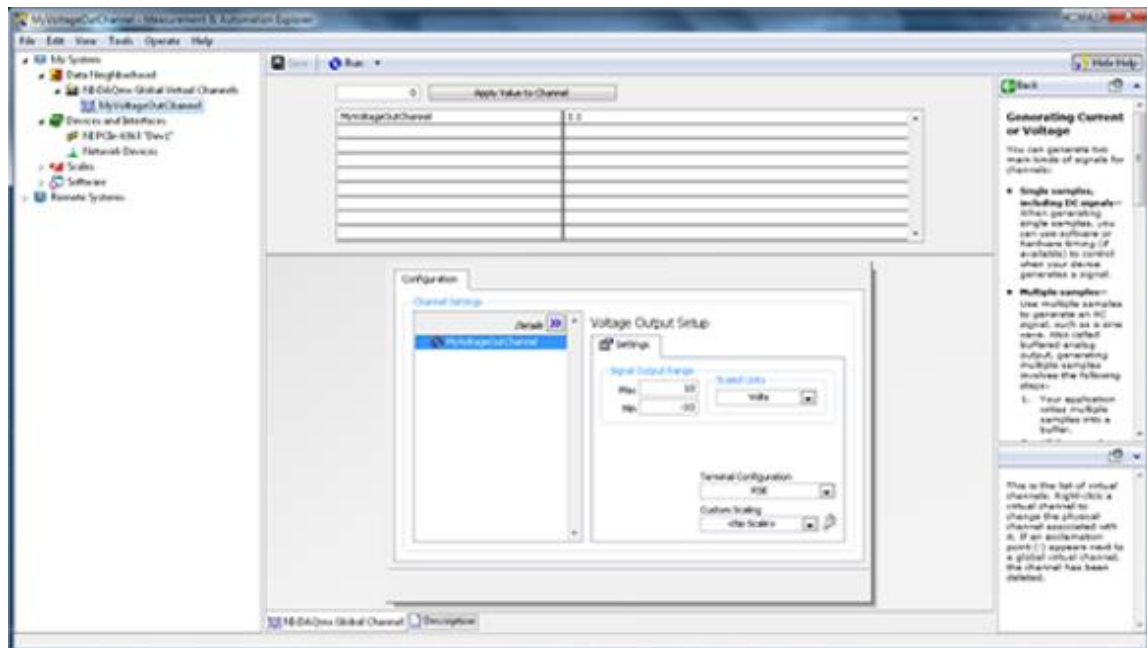 MyVoltageOutChannel - Measurement & Automation Explorer
File Edit View Tools Operate Help
My System
Data Neighborhood
NI-DAQmx Global Virtual Channels
MyVoltageOutChannel
Devices and Interfaces
NI PCIe-6361 "Dev1"
Network Devices
Scales
Software
Remote Systems
Save Run Hide Help
0 Apply Value to Channel
MyVoltageOutChannel
Configuration
Channel Settings
Details
MyVoltageOutChannel
Voltage Output Setup
Settings
Signal Output Range
Max 10
Min -10
Scaled Units
Volts
Terminal Configuration
RSE
Custom Scaling
<No Scale>
NI-DAQmx Global Channel Description
Back
Generating Current
or Voltage
You can generate two
main kinds of signals for
channels:
• Single samples,
including DC signals—
When generating
single samples, you
can use software or
hardware timing (if
available) to control
when your device
generates a signal.
• Multiple samples—
Use multiple samples
to generate an AC
signal, such as a sine
wave. Also called
buffered analog
output, generating
multiple samples
involves the following
steps:
1. Your application
writes multiple
samples into a
buffer.
This is the list of virtual
channels. Right-click a
virtual channel to
change the physical
channel associated with
it. If an exclamation
point (!) appears next to
a global virtual channel,
the channel has been
deleted.